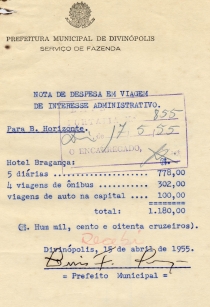 PREFEITURA MUNICIPAL DE DIVINÓPOLIS
SERVIÇO DE FAZENDA
NOTA DE DESPESA EM VIAGEM
DE INTERESSE ADMINISTRATIVO.
855
Para B. Horizonte.
17 5 55
O ENCARREGADO,
Hotel Bragança:
5 diárias .................. 778,00
4 viagens de ônibus ........ 302,00
viagens de auto na capital .... 100,00
total: 1.180,00
(Hum mil, cento e oitenta cruzeiros).
Divinópolis, 15 de abril de 1955.
= Prefeito Municipal =